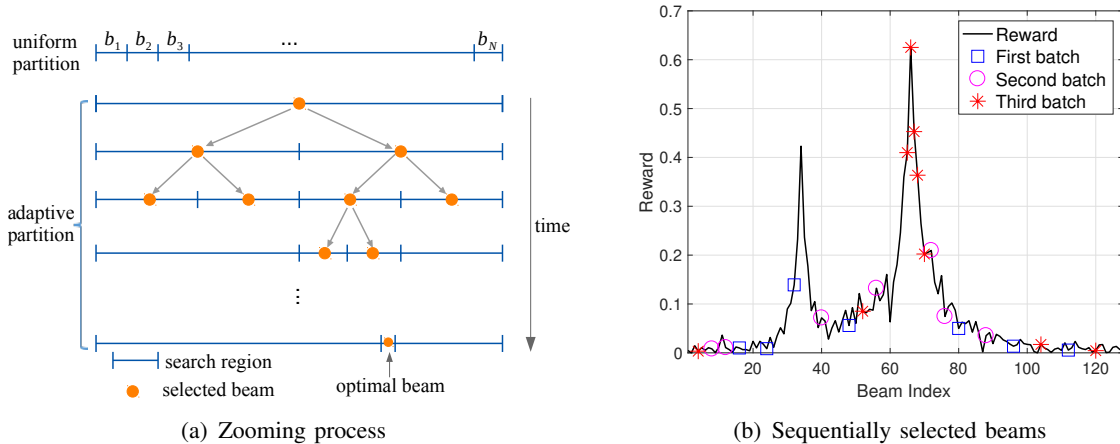 uniform
partition
b1 b2 b3 ... bN
adaptive
partition
time
⋮
search region
selected beam
optimal beam
(a) Zooming process
0.7
0.6
0.5
0.4
0.3
0.2
0.1
0
Reward
Reward
First batch
Second batch
Third batch
20 40 60 80 100 120
Beam Index
(b) Sequentially selected beams